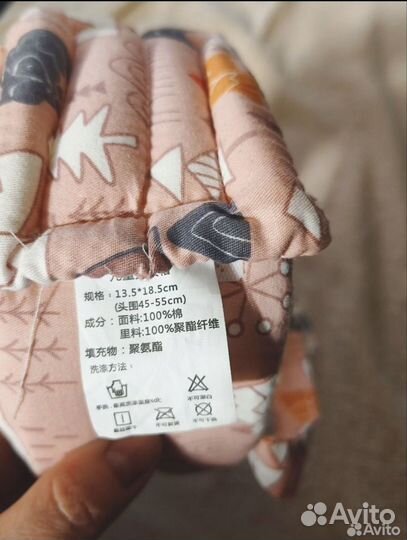 规格：13.5*18.5cm
(头围45-55cm)
成分：面料:100%棉
里料:100%聚酯纤维
填充物：聚氨酯
洗涤方法：
Avito
Avito